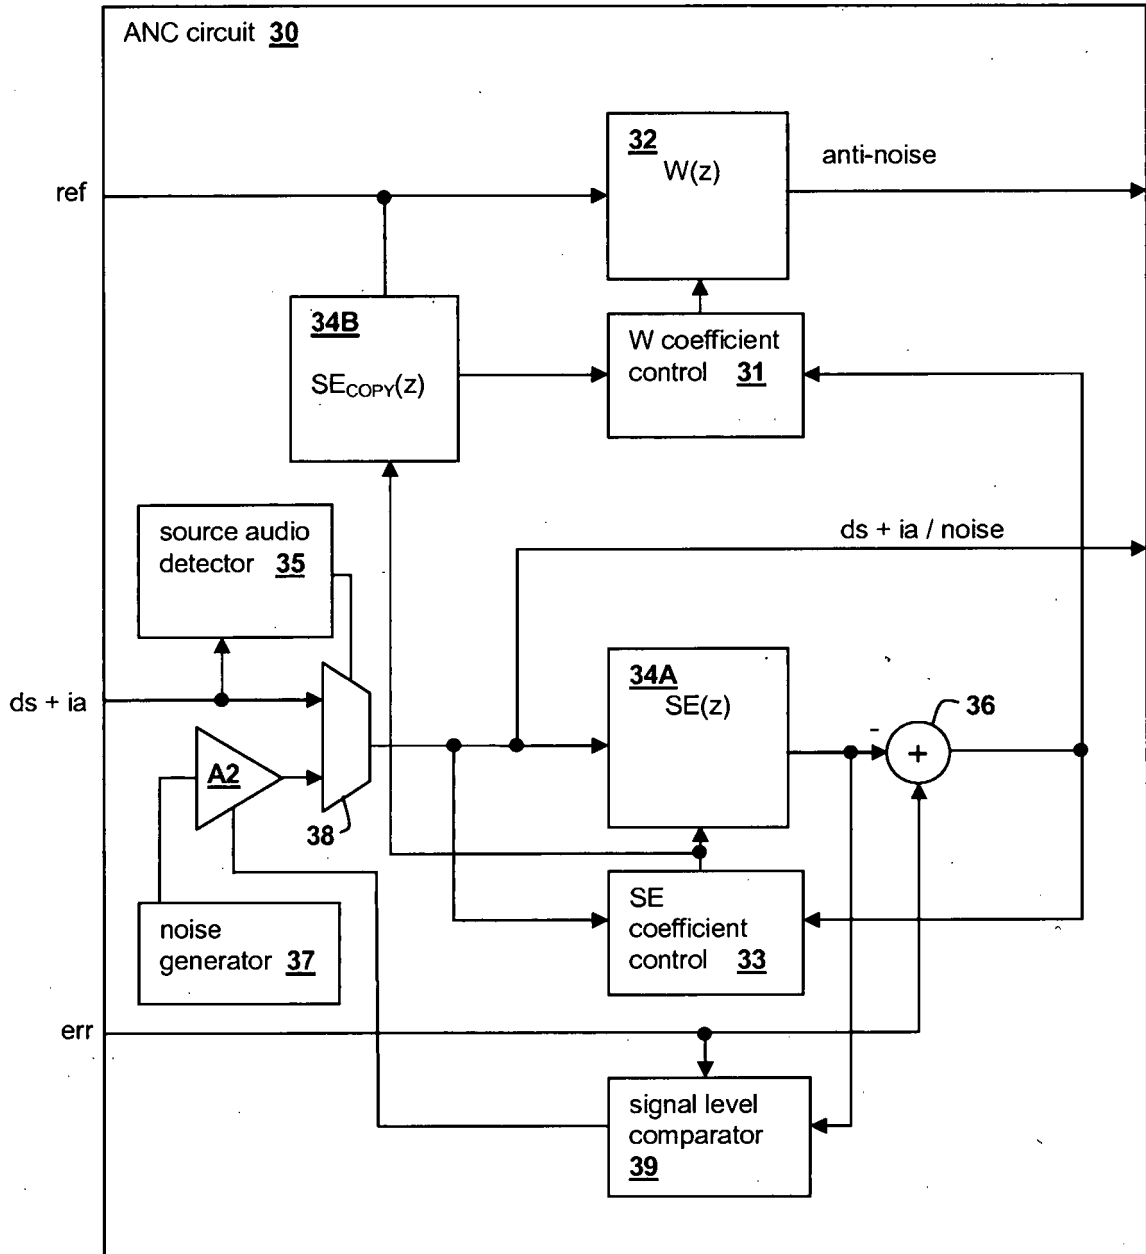 ANC circuit 30
32
W(z)
anti-noise
ref
34B
SECOPY(z)
W coefficient
control 31
source audio
detector 35
ds + ia / noise
34A
SE(z)
-
36
+
ds + ia
A2
38
SE
coefficient
control 33
noise
generator 37
err
signal level
comparator
39